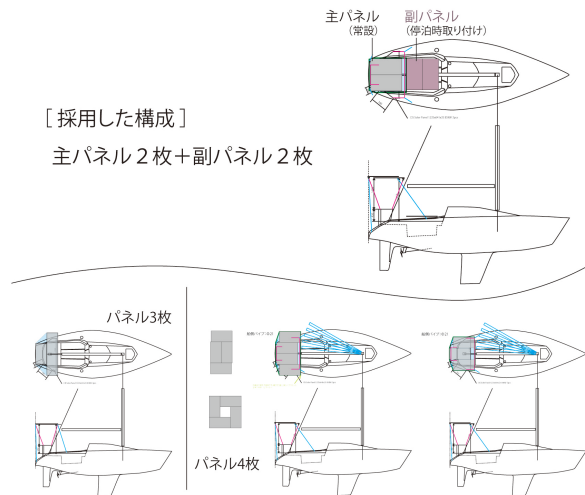 主パネル
（常設）
副パネル
（停泊時取り付け）
［採用した構成］
主パネル２枚＋副パネル２枚
パネル3枚
パネル4枚